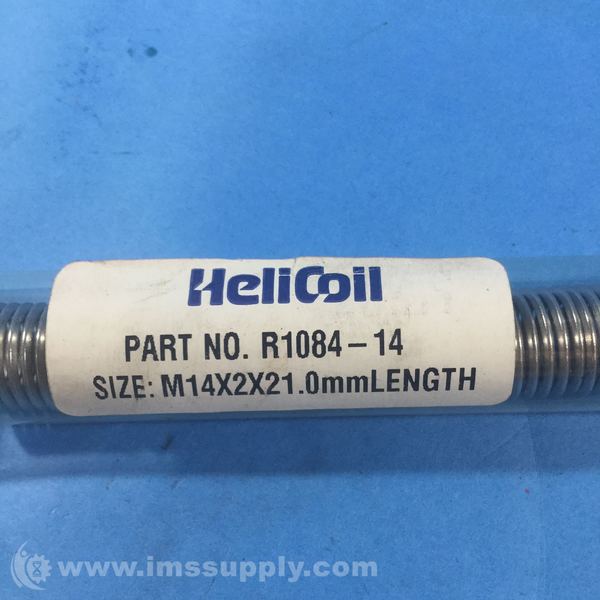 HeliCoil
PART NO. R1084-14
SIZE: M14X2X21.0mmLENGTH
www.imssupply.com